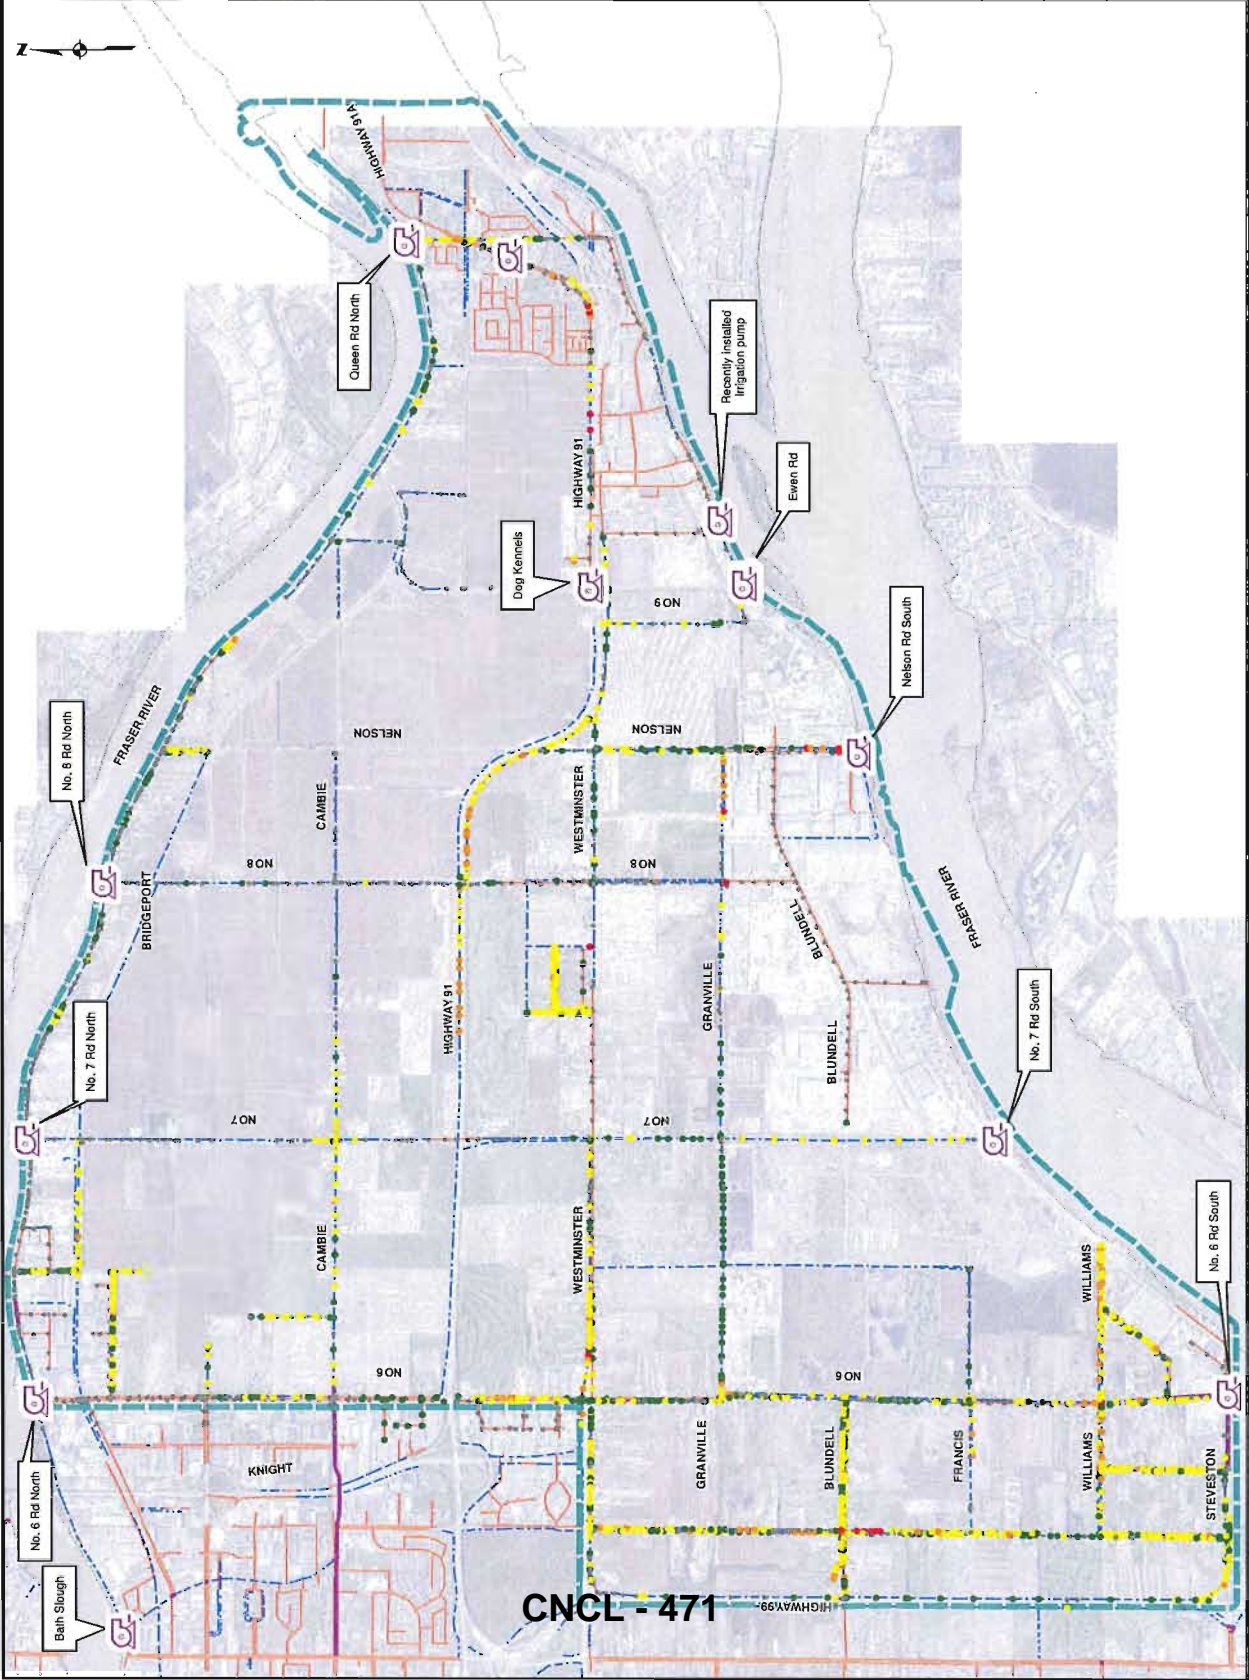 Z
HIGHWAY 91A
Queen Rd North
Recently installed
Irrigation pump
HIGHWAY 91
Ewen Rd
Dog Kennels
NO 9
Nelson Rd South
No. 8 Rd North
FRASER RIVER
NELSON
NELSON
CAMBIE
WESTMINSTER
NO 8
NO 8
BRIDGEPORT
BLUNDELL
FRASER RIVER
HIGHWAY 91
GRANVILLE
No. 7 Rd North
BLUNDELL
No. 7 Rd South
NO 7
NO 7
CAMBIE
WESTMINSTER
WILLIAMS
No. 6 Rd South
NO 6
NO 6
KNIGHT
GRANVILLE
BLUNDELL
FRANCIS
WILLIAMS
STEVESTON
No. 6 Rd North
Bath Slough
HIGHWAY 99
CNCL - 471